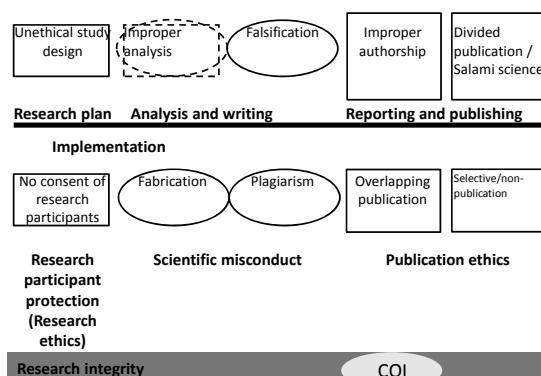 Unethical study
design
Improper
analysis
Falsification
Improper
authorship
Divided
publication /
Salami science
Research plan
Analysis and writing
Reporting and publishing
Implementation
No consent of
research
participants
Fabrication
Plagiarism
Overlapping
publication
Selective/non-
publication
Research
participant
protection
(Research
ethics)
Scientific misconduct
Publication ethics
Research integrity
COI